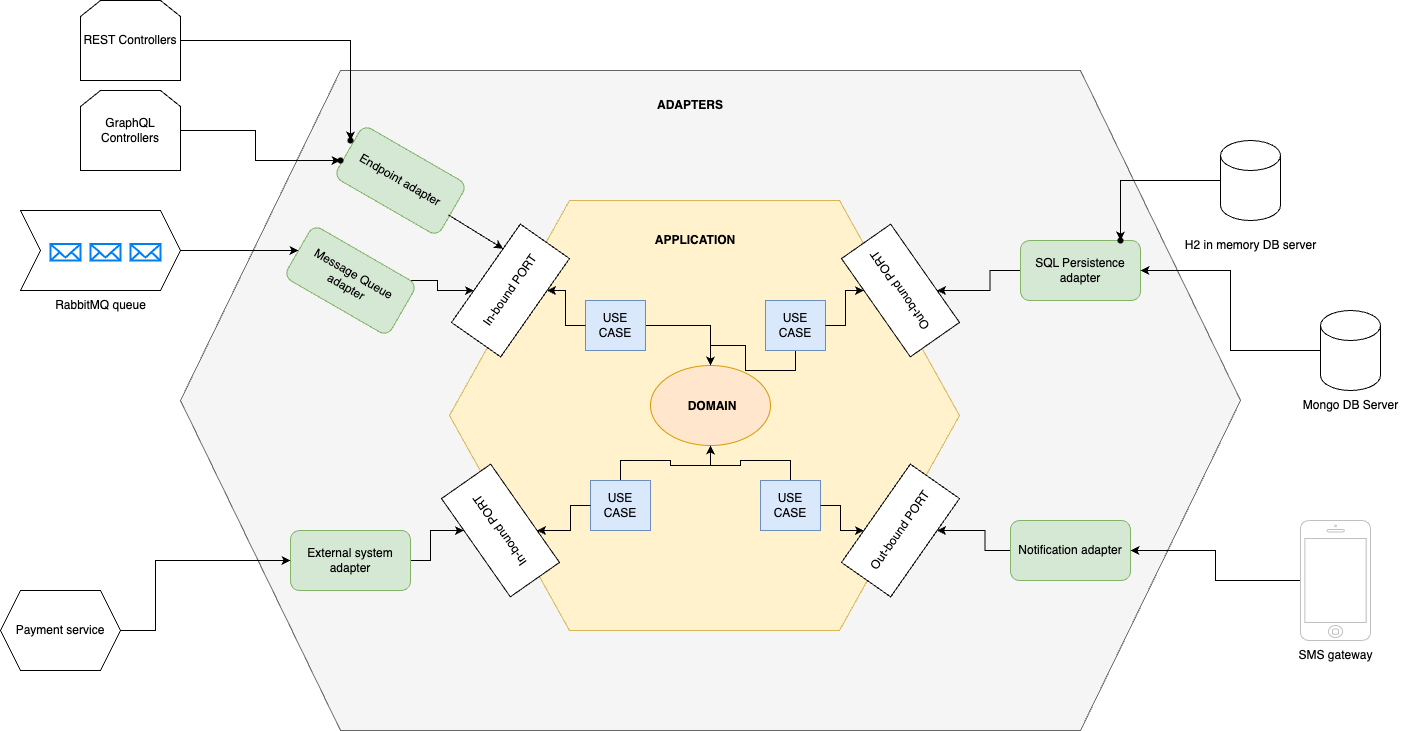 REST Controllers
ADAPTERS
GraphQL
Controllers
Endpoint adapter
APPLICATION
H2 in memory DB server
Message Queue
adapter
In-bound PORT
Out-bound PORT
SQL Persistence
adapter
RabbitMQ queue
USE
CASE
USE
CASE
DOMAIN
Mongo DB Server
USE
CASE
USE
CASE
In-bound PORT
Out-bound PORT
External system
adapter
Notification adapter
Payment service
SMS gateway